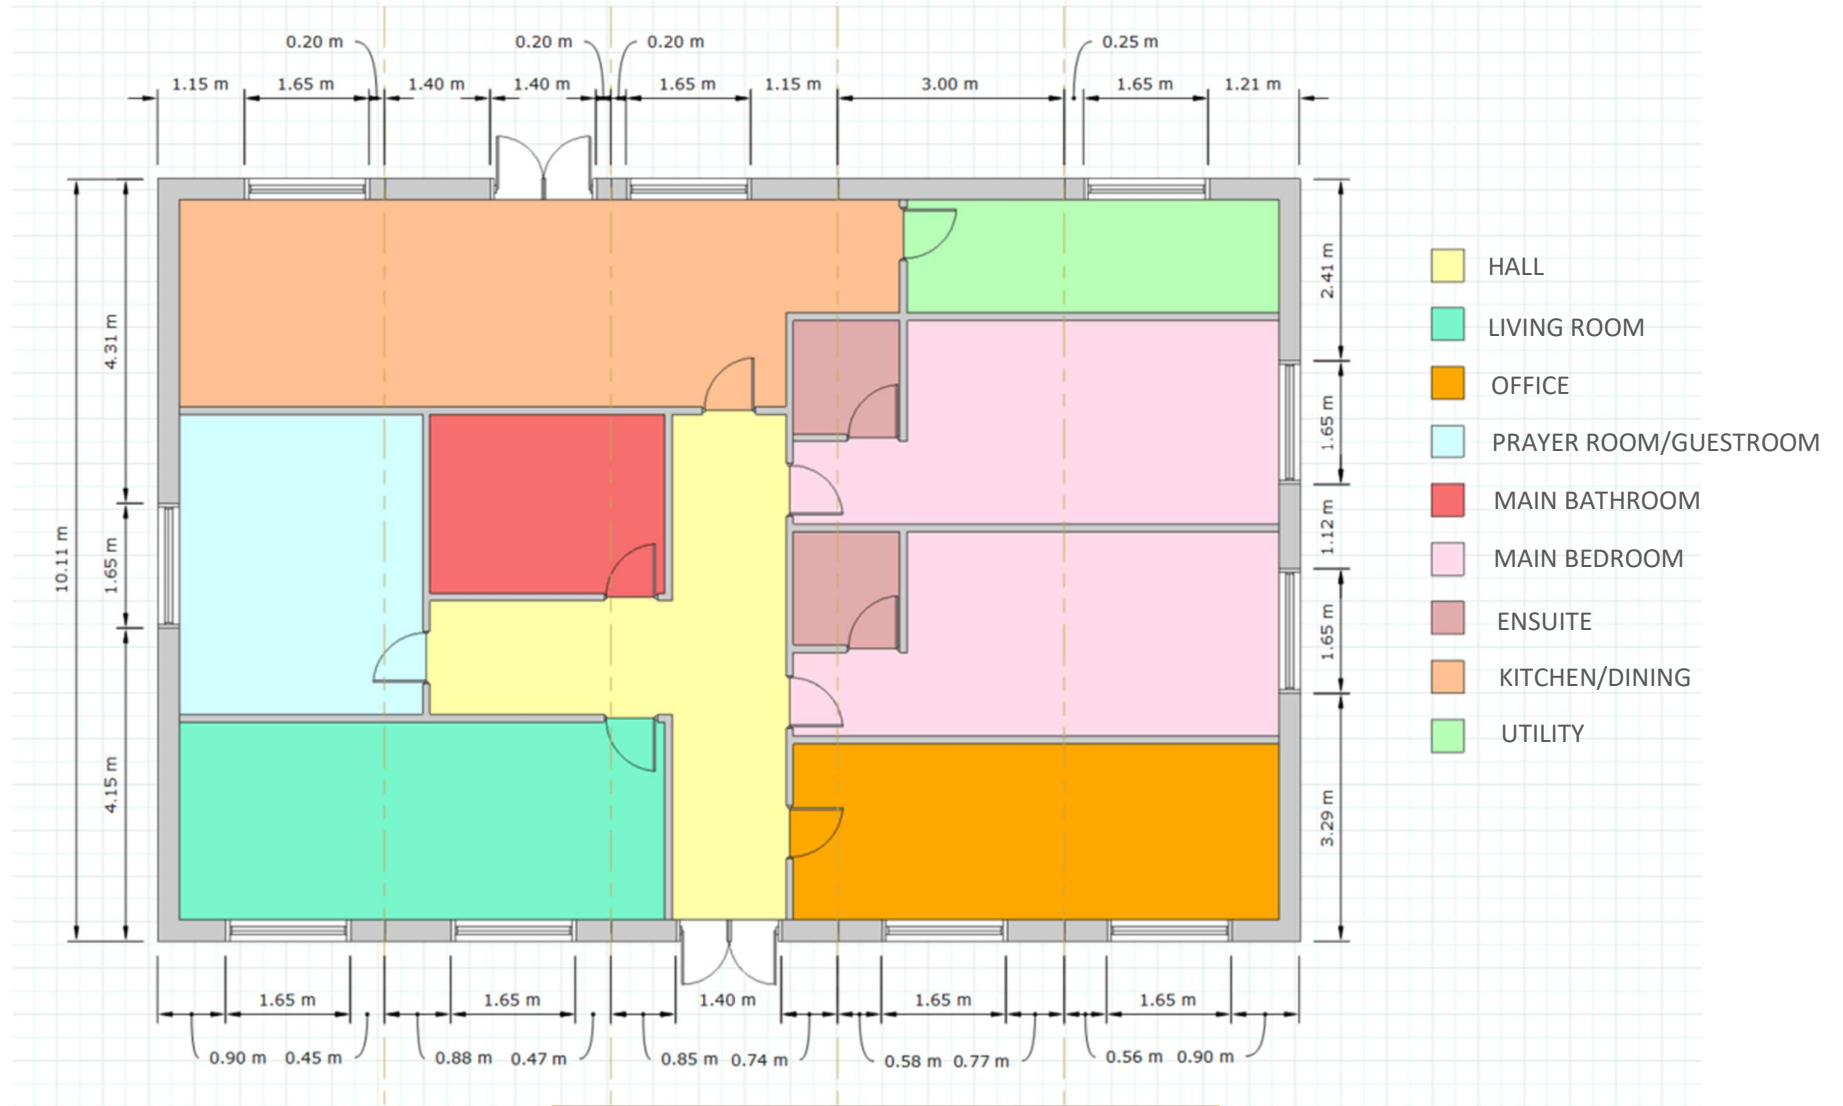 0.20 m 0.20 m 0.20 m 0.25 m
1.15 m 1.65 m 1.40 m 1.40 m 1.65 m 1.15 m 3.00 m 1.65 m 1.21 m
10.11 m
4.31 m
1.65 m
4.15 m
2.41 m
1.65 m
1.12 m
1.65 m
3.29 m
HALL
LIVING ROOM
OFFICE
PRAYER ROOM/GUESTROOM
MAIN BATHROOM
MAIN BEDROOM
ENSUITE
KITCHEN/DINING
UTILITY
1.65 m 1.65 m 1.40 m 1.65 m 1.65 m
0.90 m 0.45 m 0.88 m 0.47 m 0.85 m 0.74 m 0.58 m 0.77 m 0.56 m 0.90 m